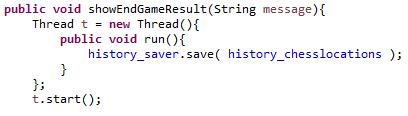 public void showEndGameResult(String message){
    Thread t = new Thread(){
        public void run(){
            history_saver.save( history_chesslocations );
        }
    };
    t.start();